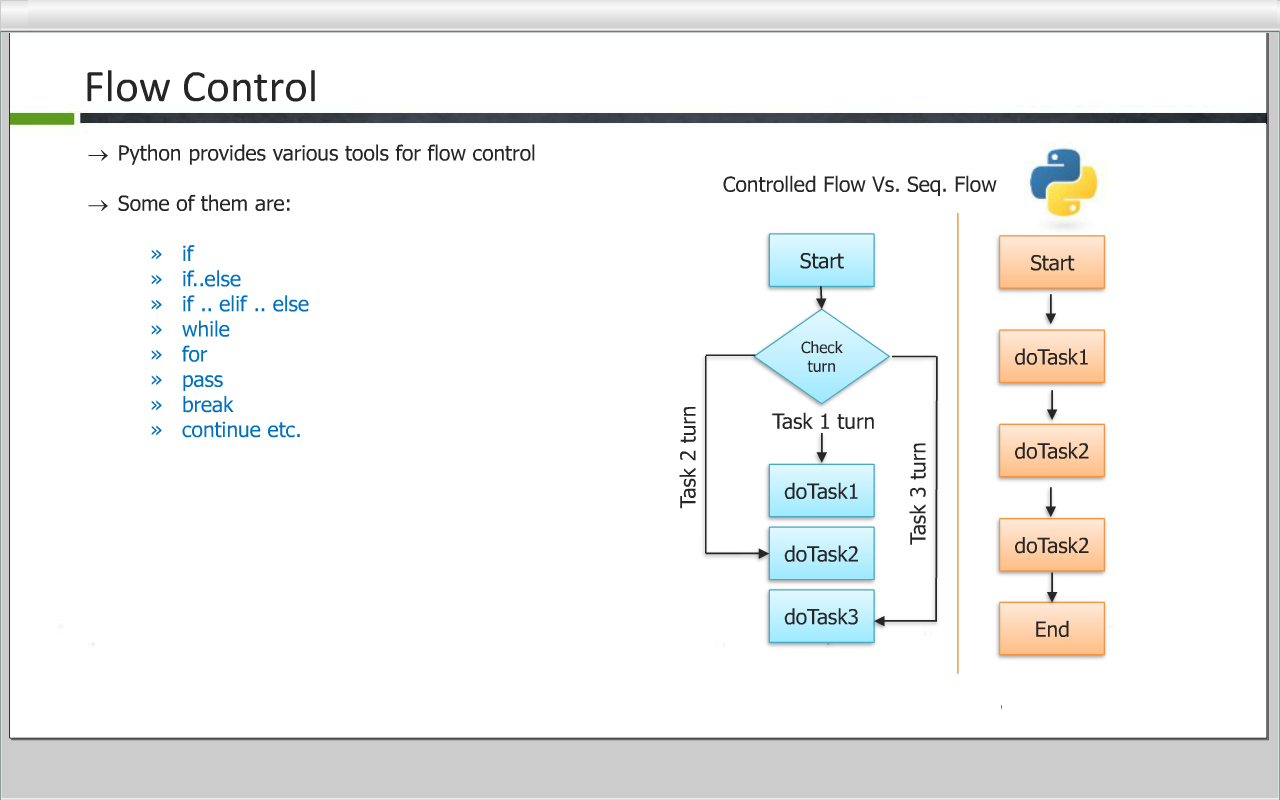 Flow Control
→ Python provides various tools for flow control
→ Some of them are:
» if
» if..else
» if .. elif .. else
» while
» for
» pass
» break
» continue etc.
Controlled Flow Vs. Seq. Flow
Start
Check
turn
Task 1 turn
Task 2 turn
Task 3 turn
doTask1
doTask2
doTask3
Start
doTask1
doTask2
doTask2
End